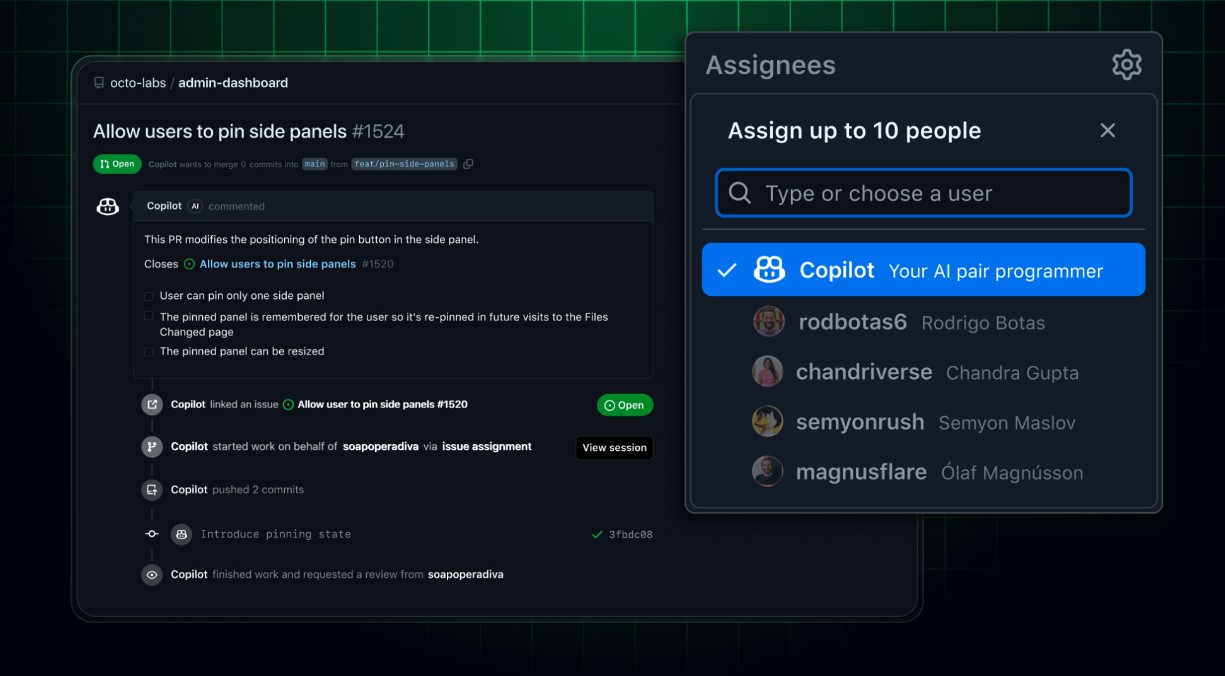 octo-labs / admin-dashboard
Allow users to pin side panels #1524
Open Copilot wants to merge 0 commits into main from feat/pin-side-panels
Copilot AI commented
This PR modifies the positioning of the pin button in the side panel.
Closes Allow users to pin side panels #1520
User can pin only one side panel
The pinned panel is remembered for the user so it's re-pinned in future visits to the Files
Changed page
The pinned panel can be resized
Copilot linked an issue Allow user to pin side panels #1520 Open
Copilot started work on behalf of soapoperadiva via issue assignment View session
Copilot pushed 2 commits
Introduce pinning state 3fbdc08
Copilot finished work and requested a review from soapoperadiva
Assignees
Assign up to 10 people
Type or choose a user
Copilot Your AI pair programmer
rodbotas6 Rodrigo Botas
chandriverse Chandra Gupta
semyonrush Semyon Maslov
magnusflare Ólaf Magnússon